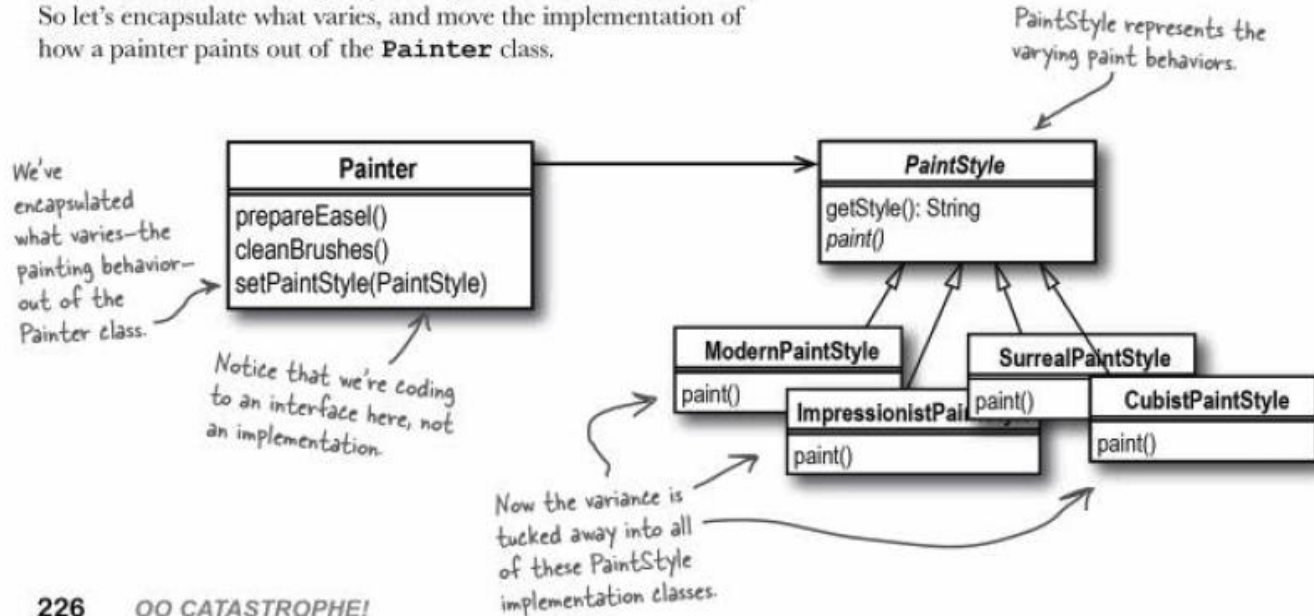 So let's encapsulate what varies, and move the implementation of
how a painter paints out of the Painter class.
PaintStyle represents the
varying paint behaviors.
We've
encapsulated
what varies—the
painting behavior—
out of the
Painter class.
Painter
prepareEasel()
cleanBrushes()
setPaintStyle(PaintStyle)
PaintStyle
getStyle(): String
paint()
Notice that we're coding
to an interface here, not
an implementation.
ModernPaintStyle
paint()
ImpressionistPai
paint()
SurrealPaintStyle
paint()
CubistPaintStyle
paint()
Now the variance is
tucked away into all
of these PaintStyle
implementation classes.
226 OO CATASTROPHE!